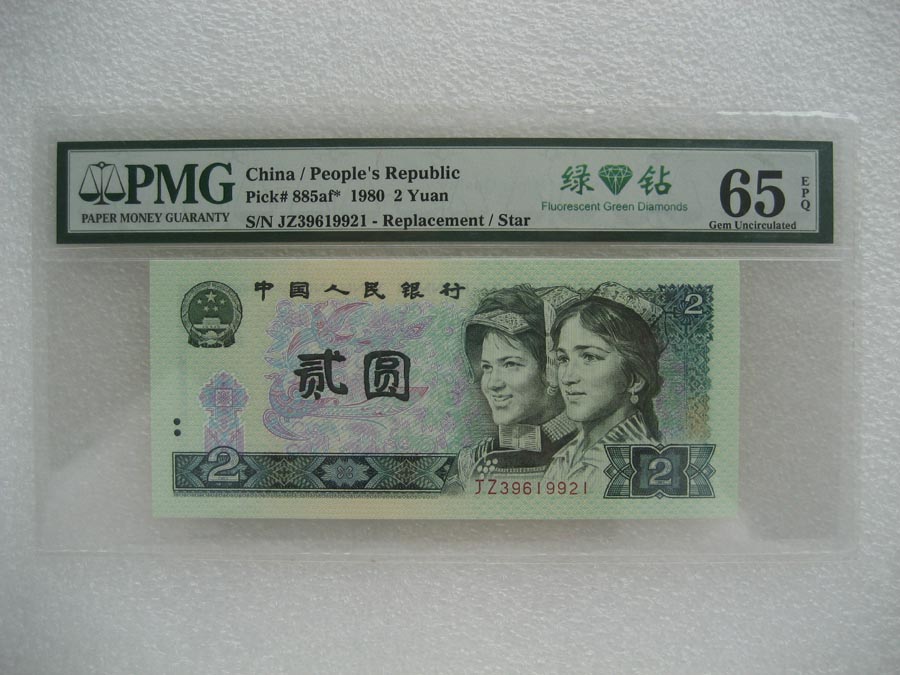 PMG
PAPER MONEY GUARANTY
China / People's Republic
Pick# 885af* 1980 2 Yuan
S/N JZ39619921 - Replacement / Star
绿 钻
Fluorescent Green Diamonds
65
EPQ
Gem Uncirculated
中国人民银行
2
贰圆
2
2
JZ39619921